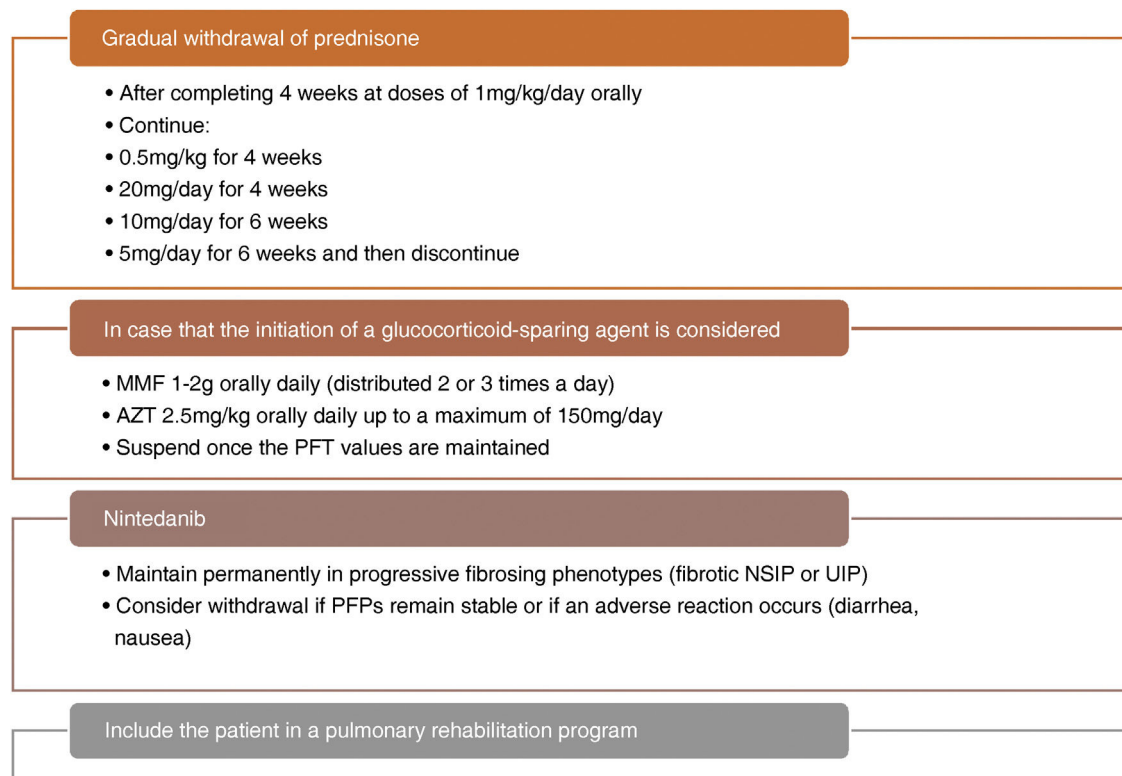 Gradual withdrawal of prednisone
• After completing 4 weeks at doses of 1mg/kg/day orally
• Continue:
• 0.5mg/kg for 4 weeks
• 20mg/day for 4 weeks
• 10mg/day for 6 weeks
• 5mg/day for 6 weeks and then discontinue
In case that the initiation of a glucocorticoid-sparing agent is considered
• MMF 1-2g orally daily (distributed 2 or 3 times a day)
• AZT 2.5mg/kg orally daily up to a maximum of 150mg/day
• Suspend once the PFT values are maintained
Nintedanib
• Maintain permanently in progressive fibrosing phenotypes (fibrotic NSIP or UIP)
• Consider withdrawal if PFPs remain stable or if an adverse reaction occurs (diarrhea,
nausea)
Include the patient in a pulmonary rehabilitation program